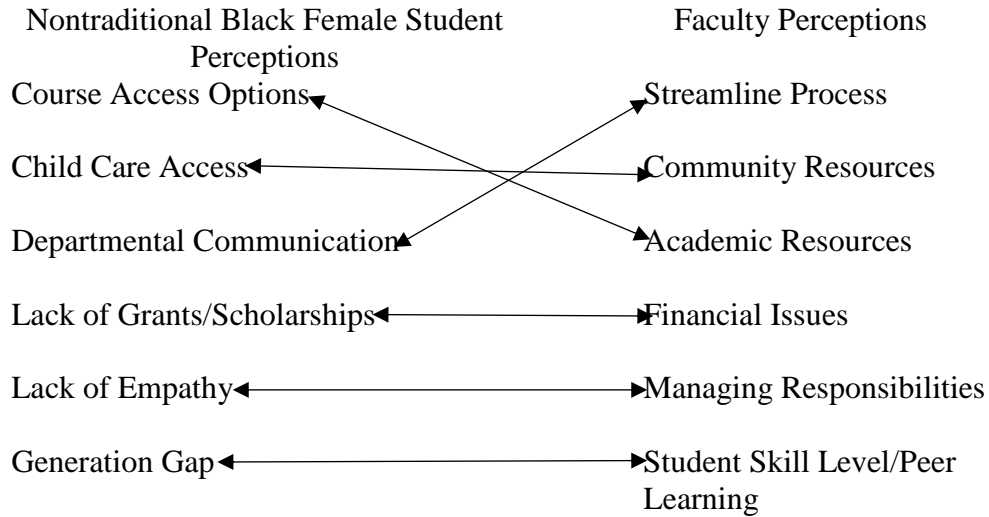 Nontraditional Black Female Student Faculty Perceptions
Perceptions
Course Access Options Streamline Process
Child Care Access Community Resources
Departmental Communication Academic Resources
Lack of Grants/Scholarships Financial Issues
Lack of Empathy Managing Responsibilities
Generation Gap Student Skill Level/Peer
Learning